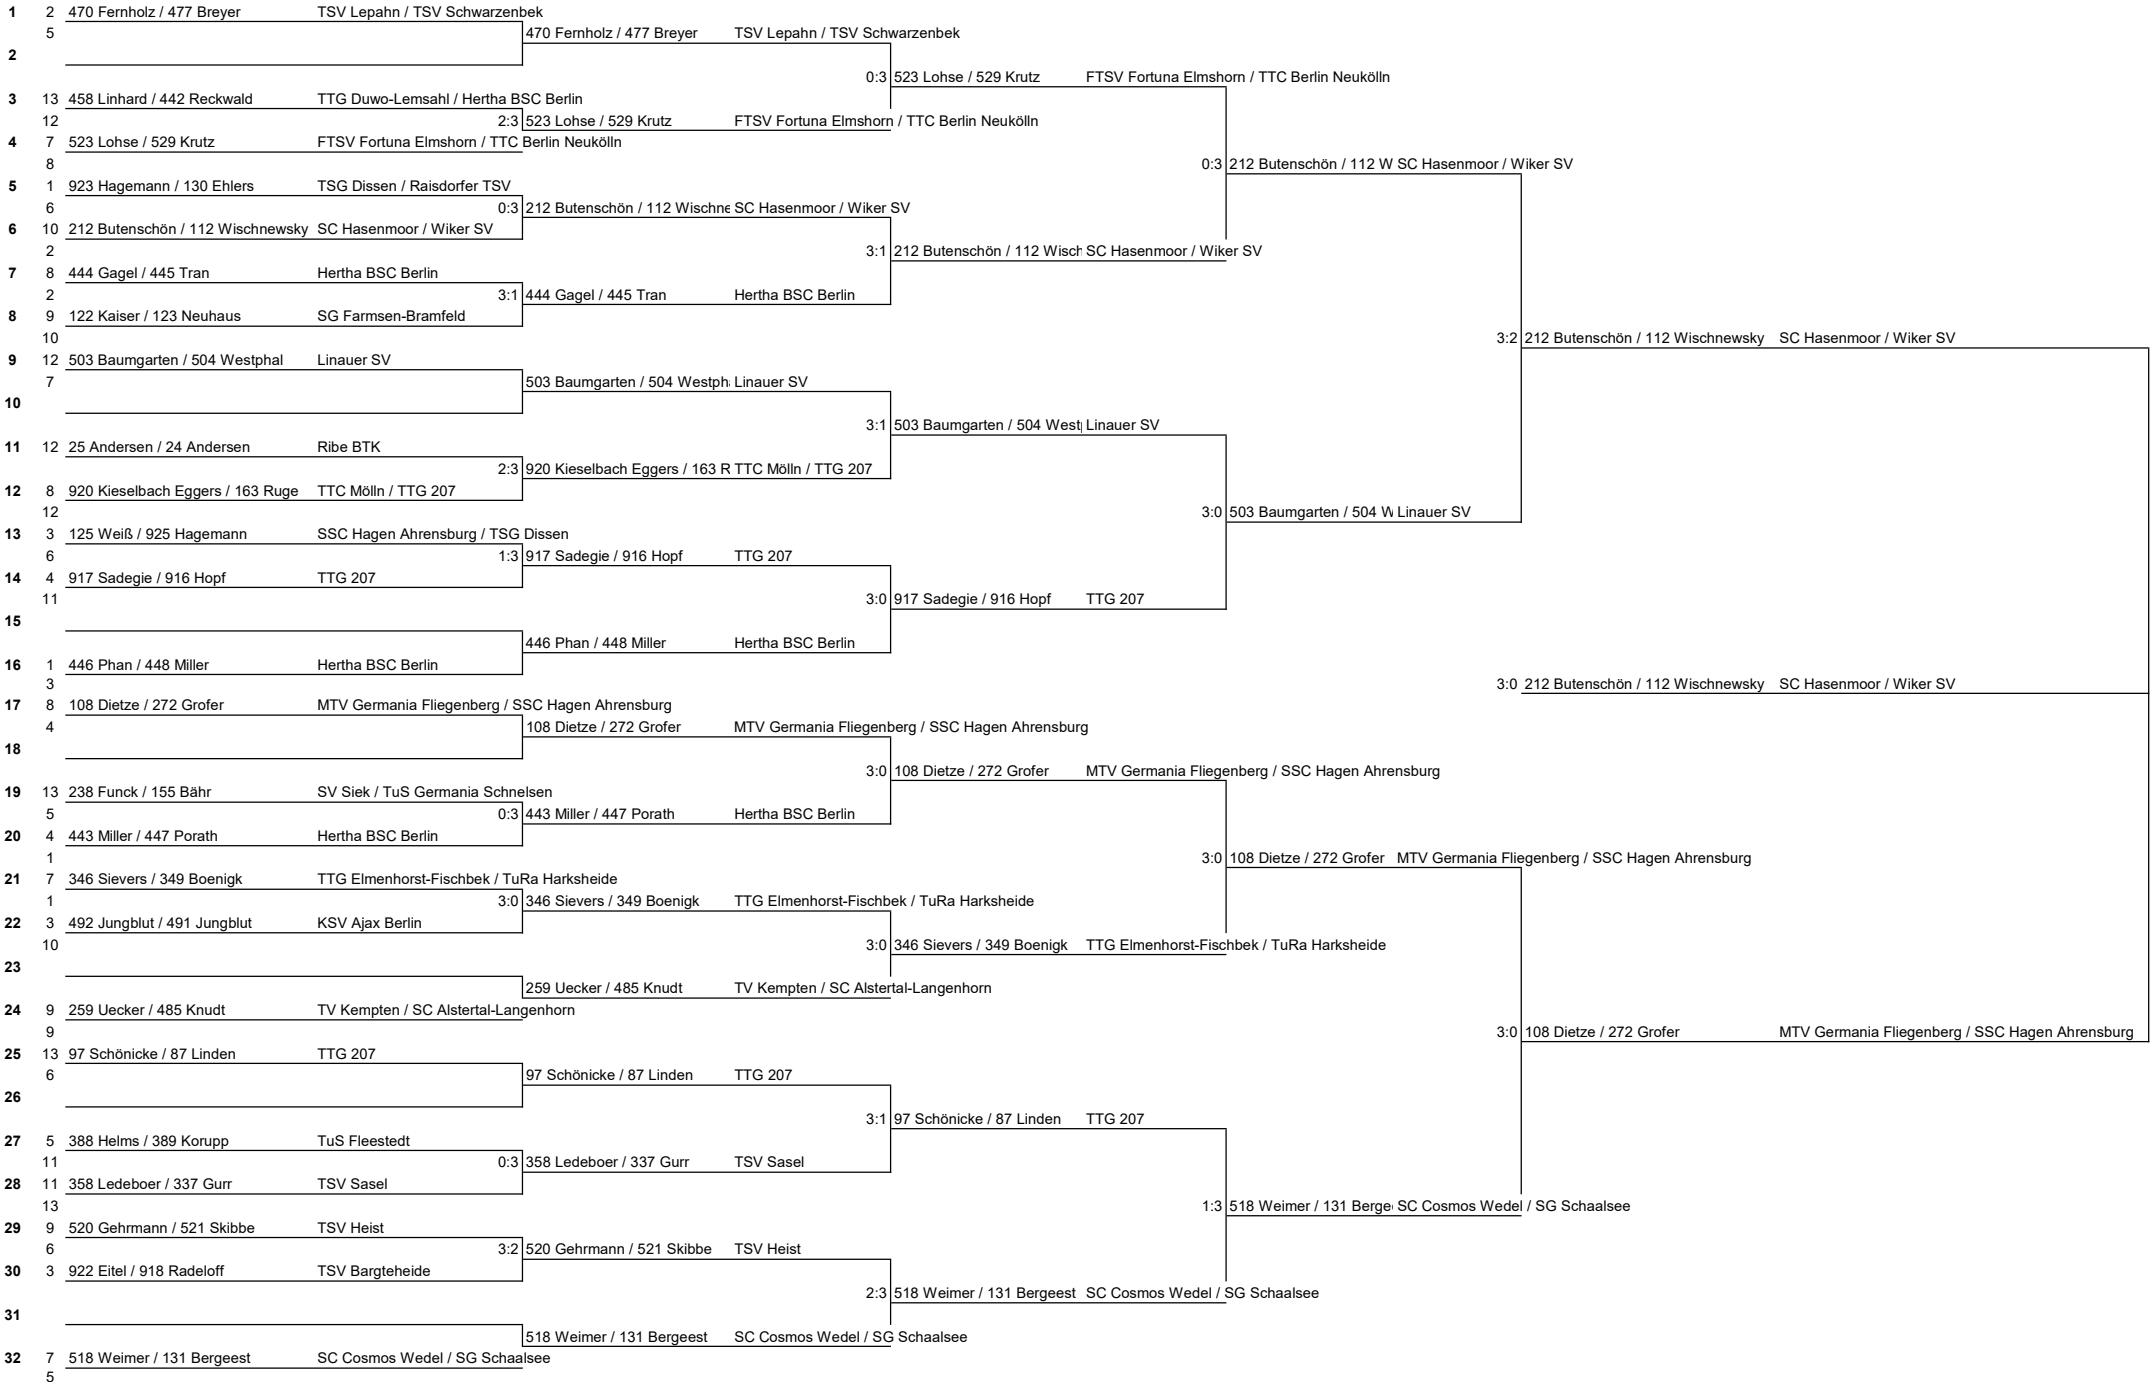 1 2 470 Fernholz / 477 Breyer TSV Lepahn / TSV Schwarzenbek
5 470 Fernholz / 477 Breyer TSV Lepahn / TSV Schwarzenbek
2
0:3 523 Lohse / 529 Krutz FTSV Fortuna Elmshorn / TTC Berlin Neukölln
3 13 458 Linhard / 442 Reckwald TTG Duwo-Lemsahl / Hertha BSC Berlin
12 2:3 523 Lohse / 529 Krutz FTSV Fortuna Elmshorn / TTC Berlin Neukölln
4 7 523 Lohse / 529 Krutz FTSV Fortuna Elmshorn / TTC Berlin Neukölln
8 0:3 212 Butenschön / 112 W SC Hasenmoor / Wiker SV
5 1 923 Hagemann / 130 Ehlers TSG Dissen / Raisdorfer TSV
6 0:3 212 Butenschön / 112 Wischne SC Hasenmoor / Wiker SV
6 10 212 Butenschön / 112 Wischnewsky SC Hasenmoor / Wiker SV
2 3:1 212 Butenschön / 112 Wisch SC Hasenmoor / Wiker SV
7 8 444 Gagel / 445 Tran Hertha BSC Berlin
2 3:1 444 Gagel / 445 Tran Hertha BSC Berlin
8 9 122 Kaiser / 123 Neuhaus SG Farmsen-Bramfeld
10 3:2 212 Butenschön / 112 Wischnewsky SC Hasenmoor / Wiker SV
9 12 503 Baumgarten / 504 Westphal Linauer SV
7 503 Baumgarten / 504 Westph Linauer SV
10
3:1 503 Baumgarten / 504 West Linauer SV
11 12 25 Andersen / 24 Andersen Ribe BTK
2:3 920 Kieselbach Eggers / 163 R TTC Mölln / TTG 207
12 8 920 Kieselbach Eggers / 163 Ruge TTC Mölln / TTG 207
12 3:0 503 Baumgarten / 504 W Linauer SV
13 3 125 Weiß / 925 Hagemann SSC Hagen Ahrensburg / TSG Dissen
6 1:3 917 Sadegie / 916 Hopf TTG 207
14 4 917 Sadegie / 916 Hopf TTG 207
11 3:0 917 Sadegie / 916 Hopf TTG 207
15
446 Phan / 448 Miller Hertha BSC Berlin
16 1 446 Phan / 448 Miller Hertha BSC Berlin
3 3:0 212 Butenschön / 112 Wischnewsky SC Hasenmoor / Wiker SV
17 8 108 Dietze / 272 Grofer MTV Germania Fliegenberg / SSC Hagen Ahrensburg
4 108 Dietze / 272 Grofer MTV Germania Fliegenberg / SSC Hagen Ahrensburg
18
3:0 108 Dietze / 272 Grofer MTV Germania Fliegenberg / SSC Hagen Ahrensburg
19 13 238 Funck / 155 Bähr SV Siek / TuS Germania Schnelsen
5 0:3 443 Miller / 447 Porath Hertha BSC Berlin
20 4 443 Miller / 447 Porath Hertha BSC Berlin
1 3:0 108 Dietze / 272 Grofer MTV Germania Fliegenberg / SSC Hagen Ahrensburg
21 7 346 Sievers / 349 Boenigk TTG Elmenhorst-Fischbek / TuRa Harksheide
1 3:0 346 Sievers / 349 Boenigk TTG Elmenhorst-Fischbek / TuRa Harksheide
22 3 492 Jungblut / 491 Jungblut KSV Ajax Berlin
10 3:0 346 Sievers / 349 Boenigk TTG Elmenhorst-Fischbek / TuRa Harksheide
23
259 Uecker / 485 Knudt TV Kempten / SC Alstertal-Langenhorn
24 9 259 Uecker / 485 Knudt TV Kempten / SC Alstertal-Langenhorn
9 3:0 108 Dietze / 272 Grofer MTV Germania Fliegenberg / SSC Hagen Ahrensburg
25 13 97 Schönicke / 87 Linden TTG 207
6 97 Schönicke / 87 Linden TTG 207
26
3:1 97 Schönicke / 87 Linden TTG 207
27 5 388 Helms / 389 Korupp TuS Fleestedt
11 0:3 358 Ledeboer / 337 Gurr TSV Sasel
28 11 358 Ledeboer / 337 Gurr TSV Sasel
13 1:3 518 Weimer / 131 Berge SC Cosmos Wedel / SG Schaalsee
29 9 520 Gehrmann / 521 Skibbe TSV Heist
6 3:2 520 Gehrmann / 521 Skibbe TSV Heist
30 3 922 Eitel / 918 Radeloff TSV Bargteheide
2:3 518 Weimer / 131 Bergeest SC Cosmos Wedel / SG Schaalsee
31
518 Weimer / 131 Bergeest SC Cosmos Wedel / SG Schaalsee
32 7 518 Weimer / 131 Bergeest SC Cosmos Wedel / SG Schaalsee
5